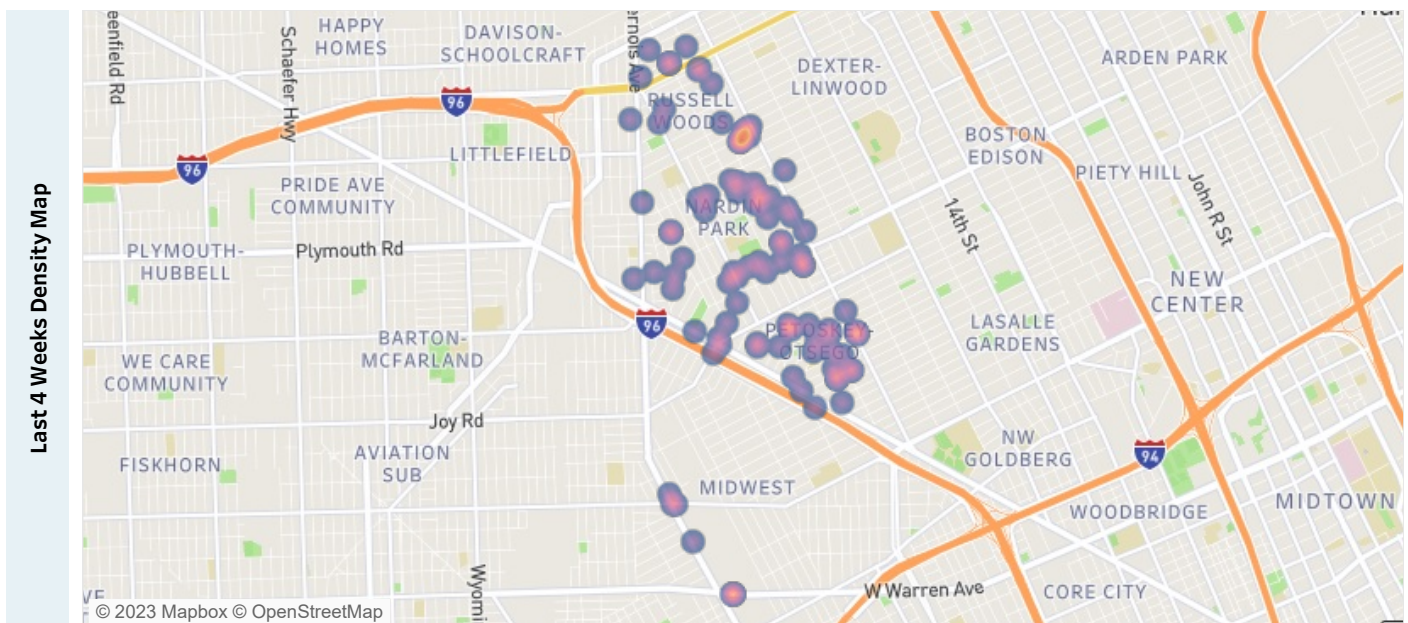 Last 4 Weeks Density Map
eenfield Rd
Schaefer Hwy
HAPPY
HOMES
DAVISON-
SCHOOLCRAFT
ernois Ave
DEXTER-
LINWOOD
ARDEN PARK
96
RUSSELL
WOODS
BOSTON
EDISON
96
LITTLEFIELD
PIETY HILL
PRIDE AVE
COMMUNITY
NARDIN
PARK
14th St
John R St
PLYMOUTH-
HUBBELL
Plymouth Rd
NEW
CENTER
96
BARTON-
MCFARLAND
PETOSKEY-
OTSEGO
LASALLE
GARDENS
WE CARE
COMMUNITY
Joy Rd
FISKHORN
AVIATION
SUB
NW
GOLDBERG
94
MIDWEST
MIDTOWN
WOODBRIDGE
Wyomi
W Warren Ave
CORE CITY
VE
© 2023 Mapbox © OpenStreetMap